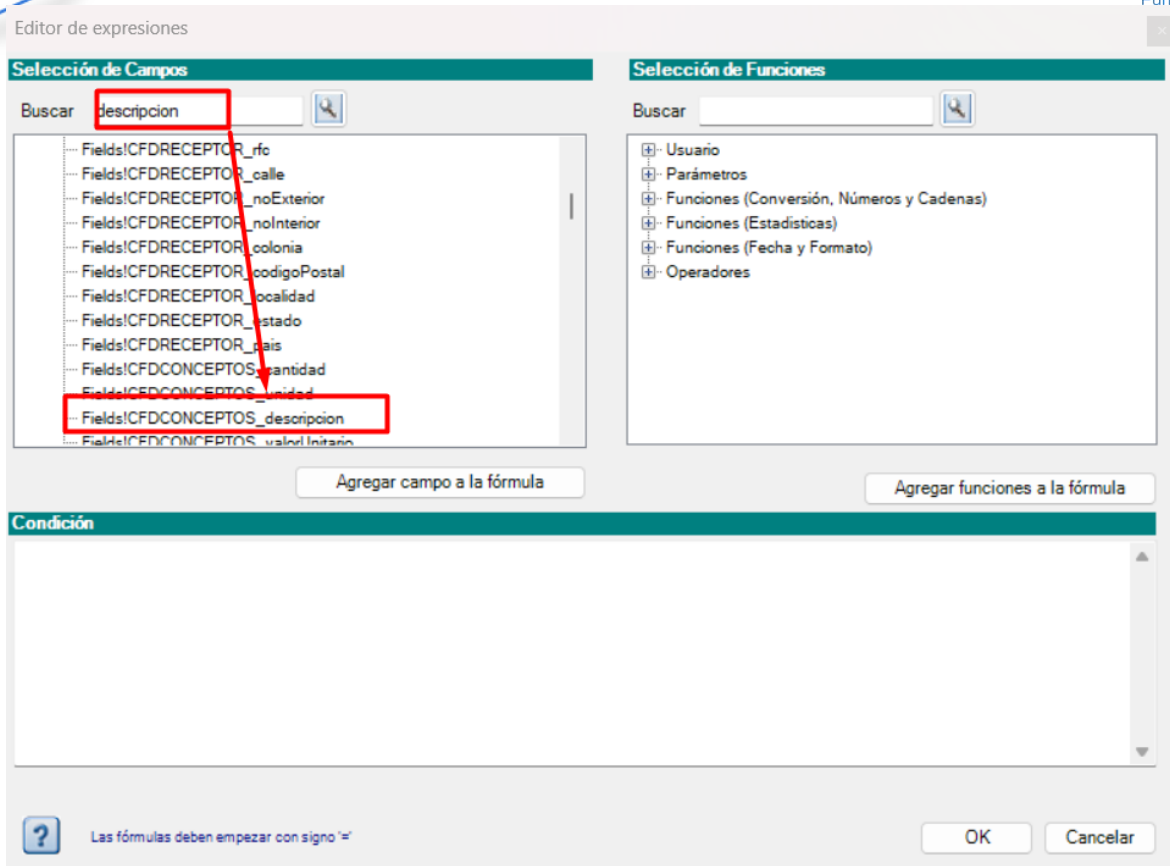 Editor de expresiones
Selección de Campos
Buscar descripcion
Fields!CFDRECEPTOR_rfc
Fields!CFDRECEPTOR_calle
Fields!CFDRECEPTOR_noExterior
Fields!CFDRECEPTOR_noInterior
Fields!CFDRECEPTOR_colonia
Fields!CFDRECEPTOR_codigoPostal
Fields!CFDRECEPTOR_localidad
Fields!CFDRECEPTOR_estado
Fields!CFDRECEPTOR_pais
Fields!CFDCONCEPTOS_cantidad
Fields!CFDCONCEPTOS_unidad
Fields!CFDCONCEPTOS_descripcion
Fields!CFDCONCEPTOS_valorUnitario
Agregar campo a la fórmula
Selección de Funciones
Buscar
Usuario
Parámetros
Funciones (Conversión, Números y Cadenas)
Funciones (Estadisticas)
Funciones (Fecha y Formato)
Operadores
Agregar funciones a la fórmula
Condición
? Las fórmulas deben empezar con signo '='
OK Cancelar